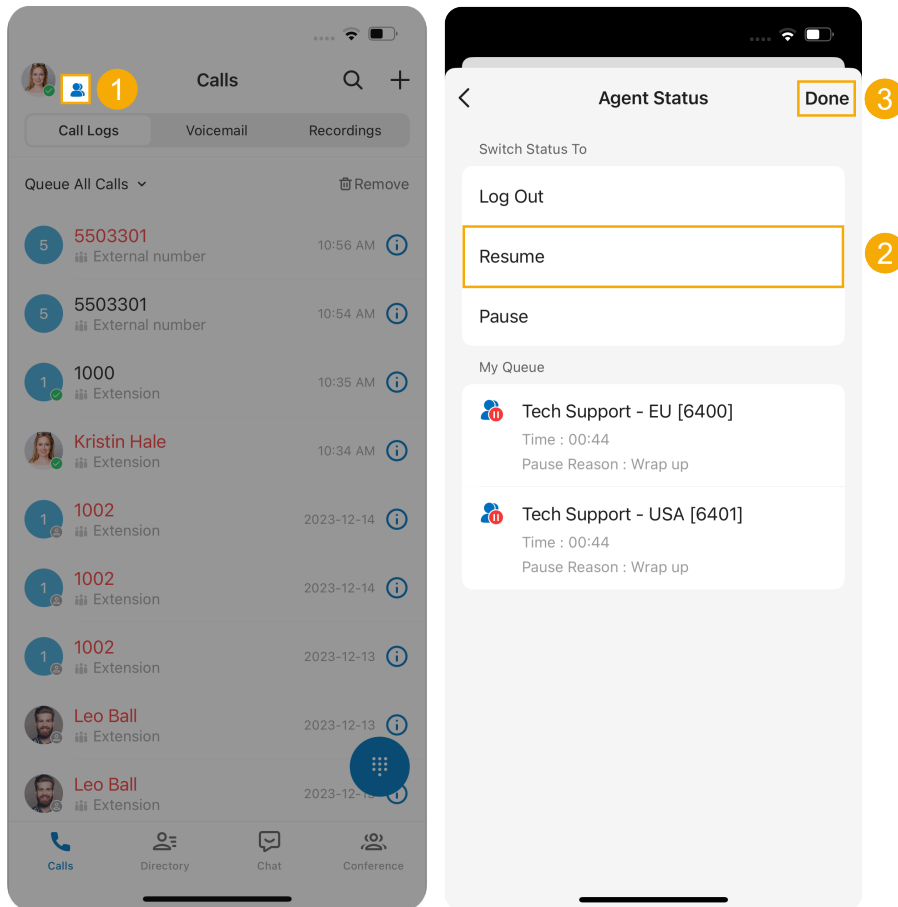 1
Calls
Call Logs
Voicemail
Recordings
Queue All Calls
Remove
5
5503301
External number
10:56 AM
5
5503301
External number
10:54 AM
1
1000
Extension
10:35 AM
Kristin Hale
Extension
10:34 AM
1
1002
Extension
2023-12-14
1
1002
Extension
2023-12-14
1
1002
Extension
2023-12-13
Leo Ball
Extension
2023-12-13
Leo Ball
Extension
Calls
Directory
Chat
Conference
Agent Status
Done
3
Switch Status To
Log Out
Resume
2
Pause
My Queue
Tech Support - EU [6400]
Time : 00:44
Pause Reason : Wrap up
Tech Support - USA [6401]
Time : 00:44
Pause Reason : Wrap up